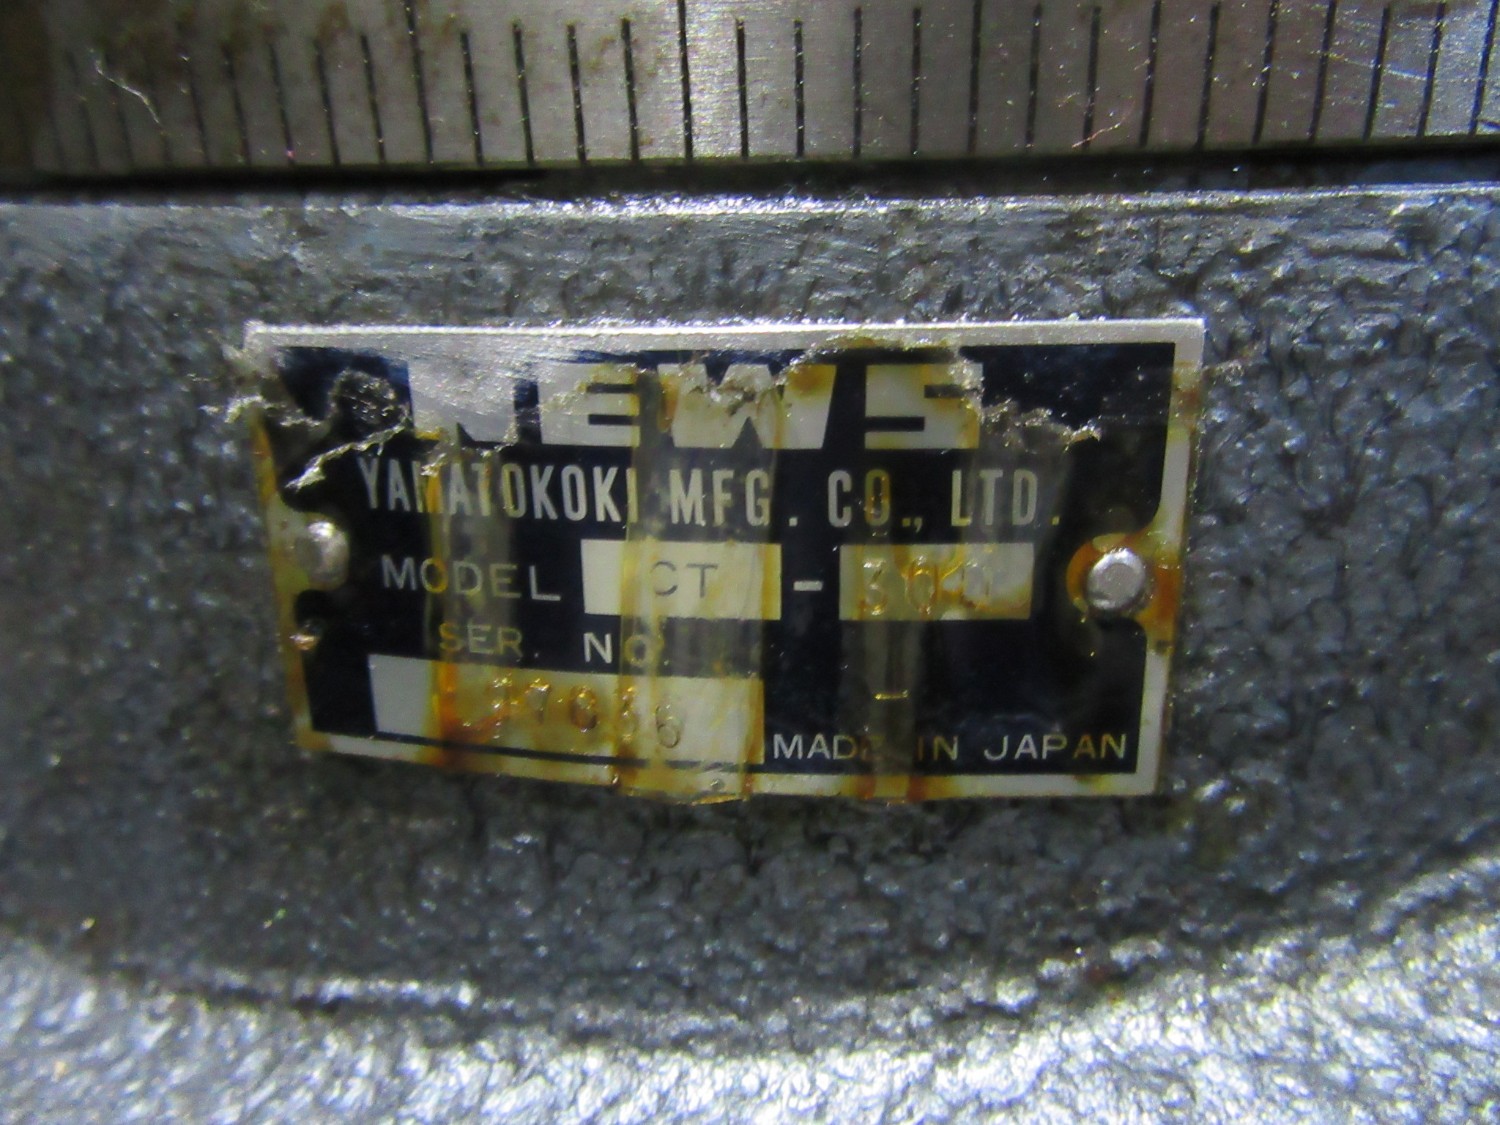 NEWS
YAMATOKOKI MFG. CO., LTD.
MODEL CT - 300
SER. NO.
MADE IN JAPAN